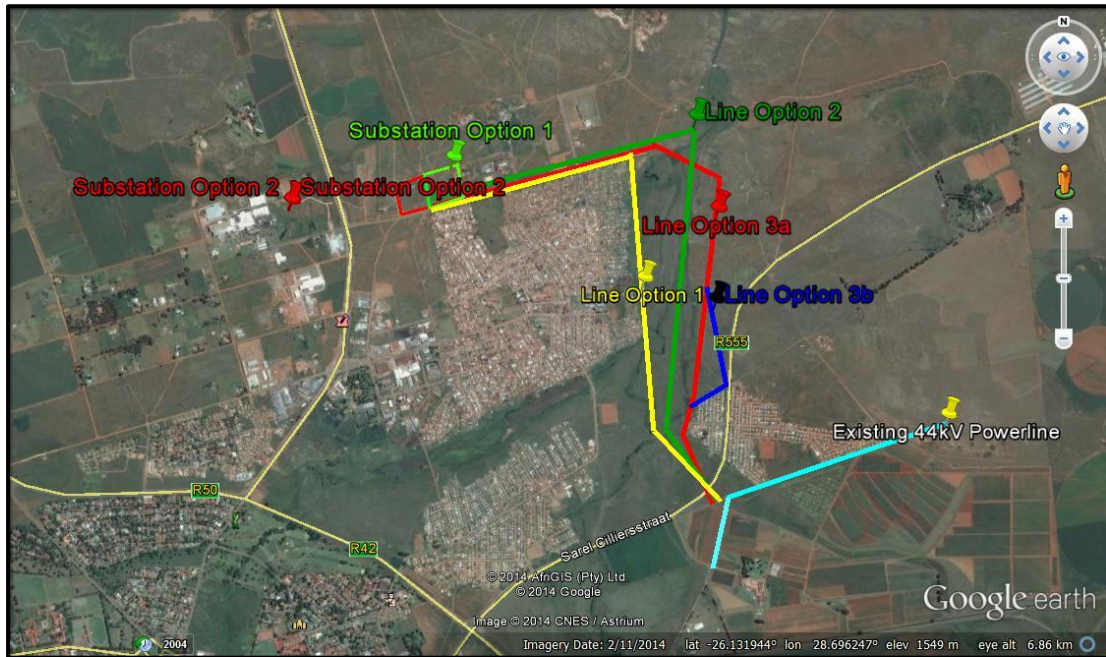 N
Line Option 2
Substation Option 1
Substation Option 2
Substation Option 2
Line Option 3a
Line Option 1
Line Option 3b
R555
Existing 44kV Powerline
R50
R42
Sarel Cilliersstraat
© 2014 AfriGIS (Pty) Ltd.
© 2014 Google
Image © 2014 CNES / Astrium
Google earth
2004
Imagery Date: 2/11/2014 lat -26.131944° lon 28.696247° elev 1549 m eye alt 6.86 km